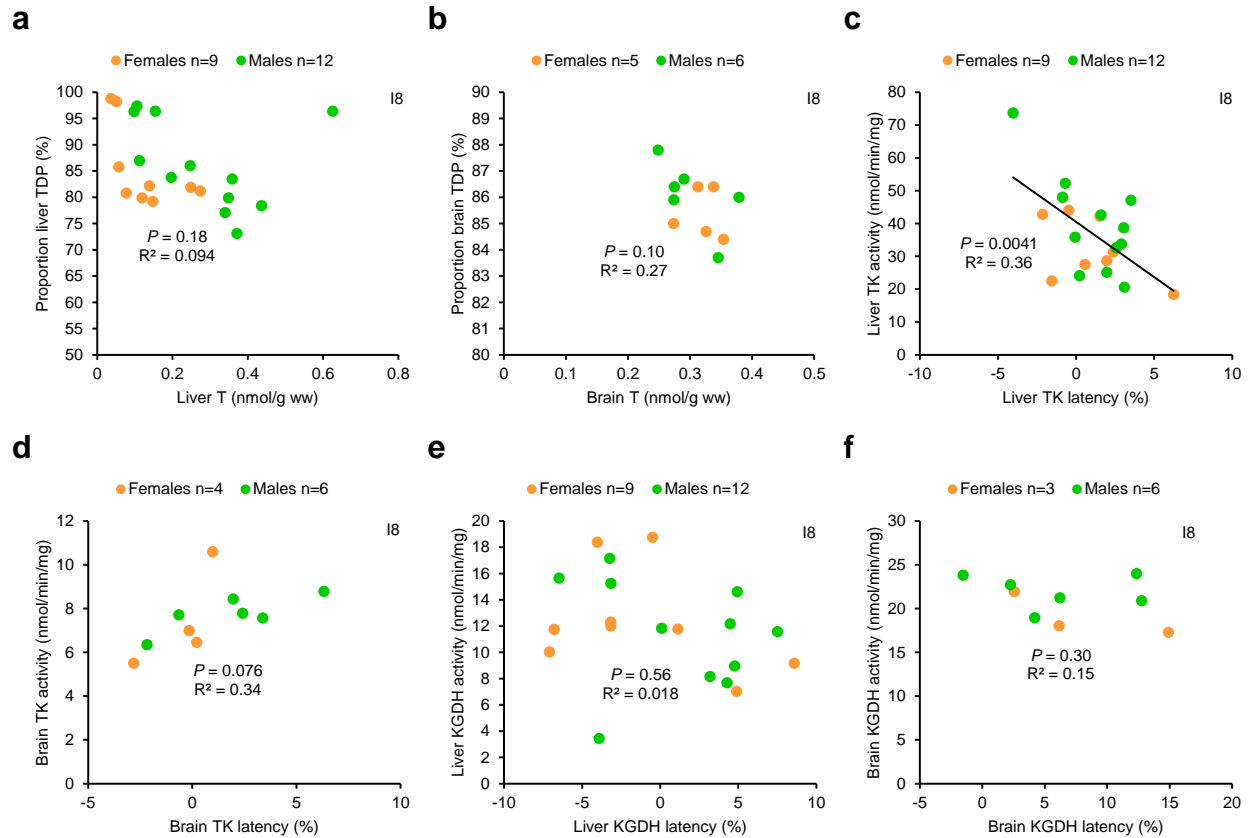 a
Females n=9 Males n=12
I8
100
95
90
85
80
75
70
65
60
55
50
Proportion liver TDP (%)
P = 0.18
R² = 0.094
0 0.2 0.4 0.6 0.8
Liver T (nmol/g ww)
b
Females n=5 Males n=6
I8
90
89
88
87
86
85
84
83
82
81
80
Proportion brain TDP (%)
P = 0.10
R² = 0.27
0 0.1 0.2 0.3 0.4 0.5
Brain T (nmol/g ww)
c
Females n=9 Males n=12
I8
80
70
60
50
40
30
20
10
0
Liver TK activity (nmol/min/mg)
P = 0.0041
R² = 0.36
-10 -5 0 5 10
Liver TK latency (%)
d
Females n=4 Males n=6
I8
12
10
8
6
4
2
0
Brain TK activity (nmol/min/mg)
P = 0.076
R² = 0.34
-5 0 5 10
Brain TK latency (%)
e
Females n=9 Males n=12
I8
20
18
16
14
12
10
8
6
4
2
0
Liver KGDH activity (nmol/min/mg)
P = 0.56
R² = 0.018
-10 -5 0 5 10
Liver KGDH latency (%)
f
Females n=3 Males n=6
I8
30
25
20
15
10
5
0
Brain KGDH activity (nmol/min/mg)
P = 0.30
R² = 0.15
-5 0 5 10 15 20
Brain KGDH latency (%)